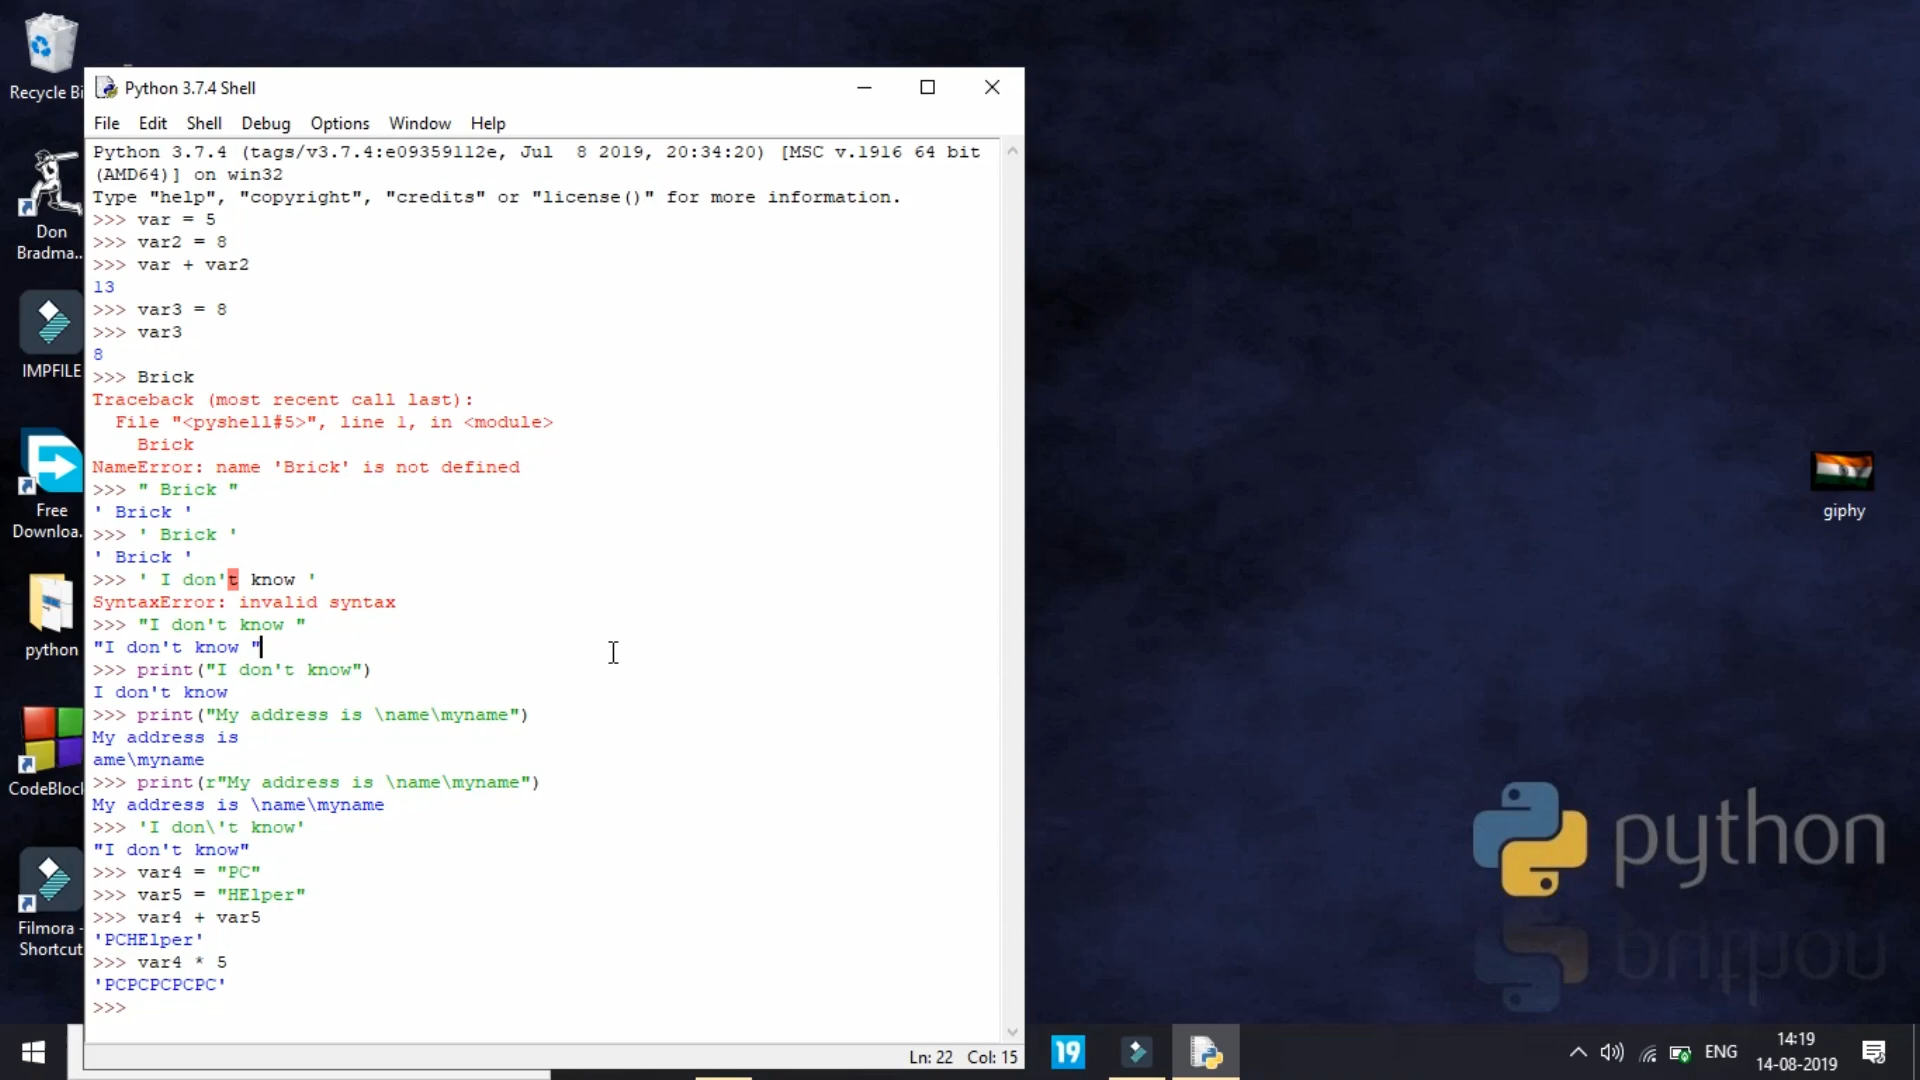 Recycle Bi
Don
Bradma...
IMPFILE
Free
Downloa...
python
CodeBlock
Filmora -
Shortcut
Python 3.7.4 Shell
File Edit Shell Debug Options Window Help
Python 3.7.4 (tags/v3.7.4:e09359112e, Jul  8 2019, 20:34:20) [MSC v.1916 64 bit
(AMD64)] on win32
Type "help", "copyright", "credits" or "license()" for more information.
>>> var = 5
>>> var2 = 8
>>> var + var2
13
>>> var3 = 8
>>> var3
8
>>> Brick
Traceback (most recent call last):
  File "<pyshell#5>", line 1, in <module>
    Brick
NameError: name 'Brick' is not defined
>>> " Brick "
' Brick '
>>> ' Brick '
' Brick '
>>> ' I don't know '
SyntaxError: invalid syntax
>>> "I don't know "
"I don't know "
>>> print("I don't know")
I don't know
>>> print("My address is \name\myname")
My address is
ame\myname
>>> print(r"My address is \name\myname")
My address is \name\myname
>>> 'I don\'t know'
"I don't know"
>>> var4 = "PC"
>>> var5 = "HElper"
>>> var4 + var5
'PCHElper'
>>> var4 * 5
'PCPCPCPCPC'
>>>
Ln: 22 Col: 15
giphy
python
19
ENG
14:19
14-08-2019